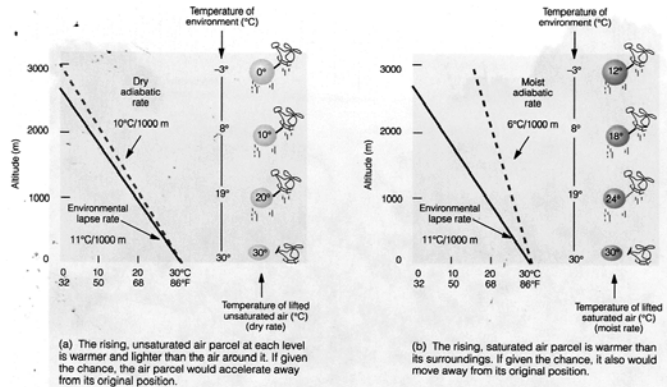 Temperature of
environment (°C)
3000
-3°
0°
Dry
adiabatic
rate
10°C/1000 m
2000
8°
10°
Altitude (m)
1000
19°
20°
Environmental
lapse rate
11°C/1000 m
0
30°
30°
0 10 20 30°C
32 50 68 86°F
Temperature of lifted
unsaturated air (°C)
(dry rate)
(a) The rising, unsaturated air parcel at each level
is warmer and lighter than the air around it. If given
the chance, the air parcel would accelerate away
from its original position.
Temperature of
environment (°C)
3000
-3°
12°
Moist
adiabatic
rate
6°C/1000 m
2000
8°
18°
Altitude (m)
1000
19°
24°
Environmental
lapse rate
11°C/1000 m
0
30°
30°
0 10 20 30°C
32 50 68 86°F
Temperature of lifted
saturated air (°C)
(moist rate)
(b) The rising, saturated air parcel is warmer than
its surroundings. If given the chance, it also would
move away from its original position.